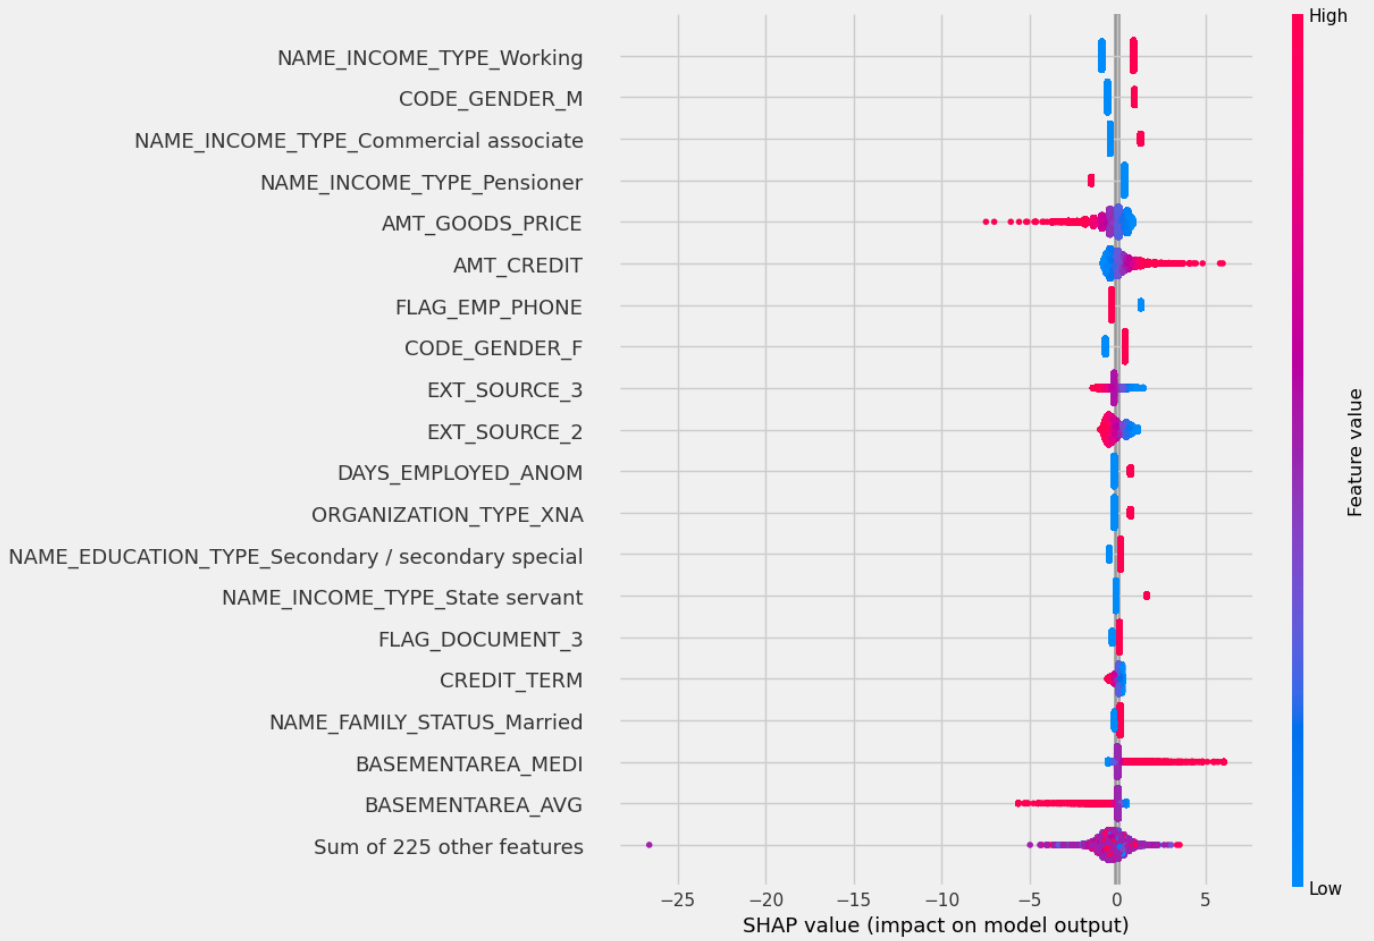 High
NAME_INCOME_TYPE_Working
CODE_GENDER_M
NAME_INCOME_TYPE_Commercial associate
NAME_INCOME_TYPE_Pensioner
AMT_GOODS_PRICE
AMT_CREDIT
FLAG_EMP_PHONE
CODE_GENDER_F
EXT_SOURCE_3
EXT_SOURCE_2
DAYS_EMPLOYED_ANOM
ORGANIZATION_TYPE_XNA
NAME_EDUCATION_TYPE_Secondary / secondary special
NAME_INCOME_TYPE_State servant
FLAG_DOCUMENT_3
CREDIT_TERM
NAME_FAMILY_STATUS_Married
BASEMENTAREA_MEDI
BASEMENTAREA_AVG
Sum of 225 other features
Feature value
Low
−25 −20 −15 −10 −5 0 5
SHAP value (impact on model output)